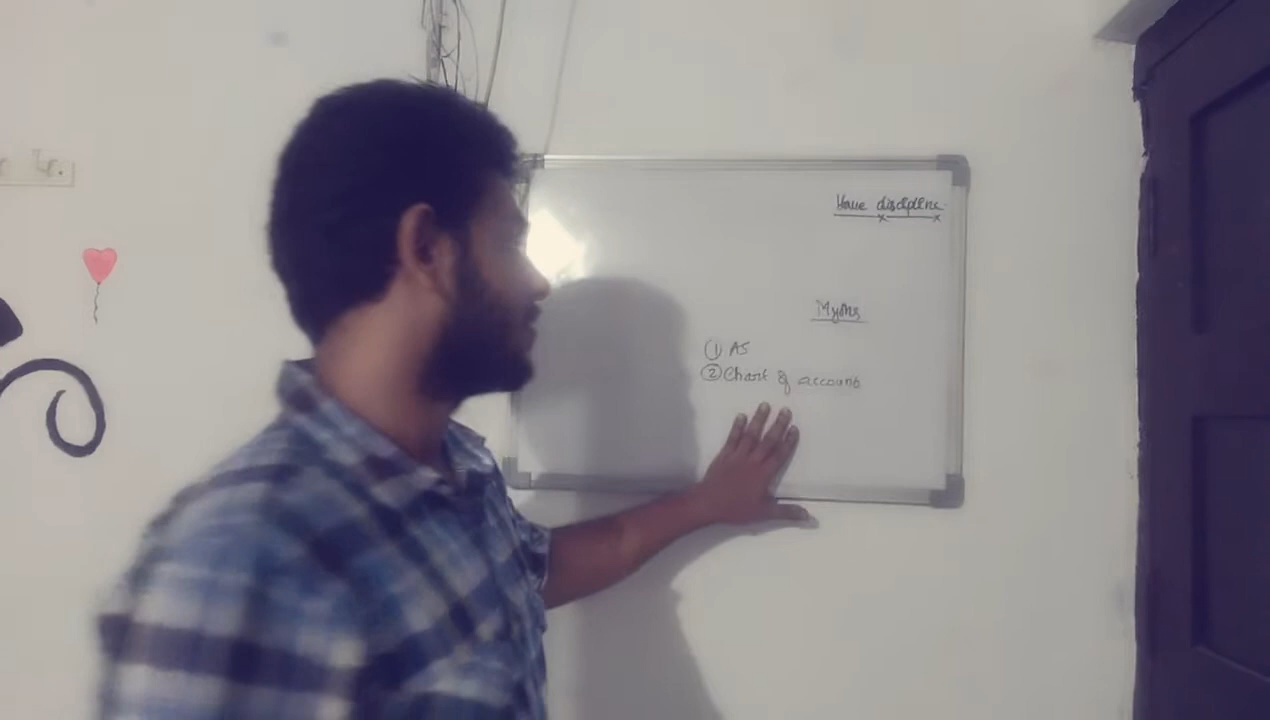 Have discipline
Myths
① AS
② Chart of accounts